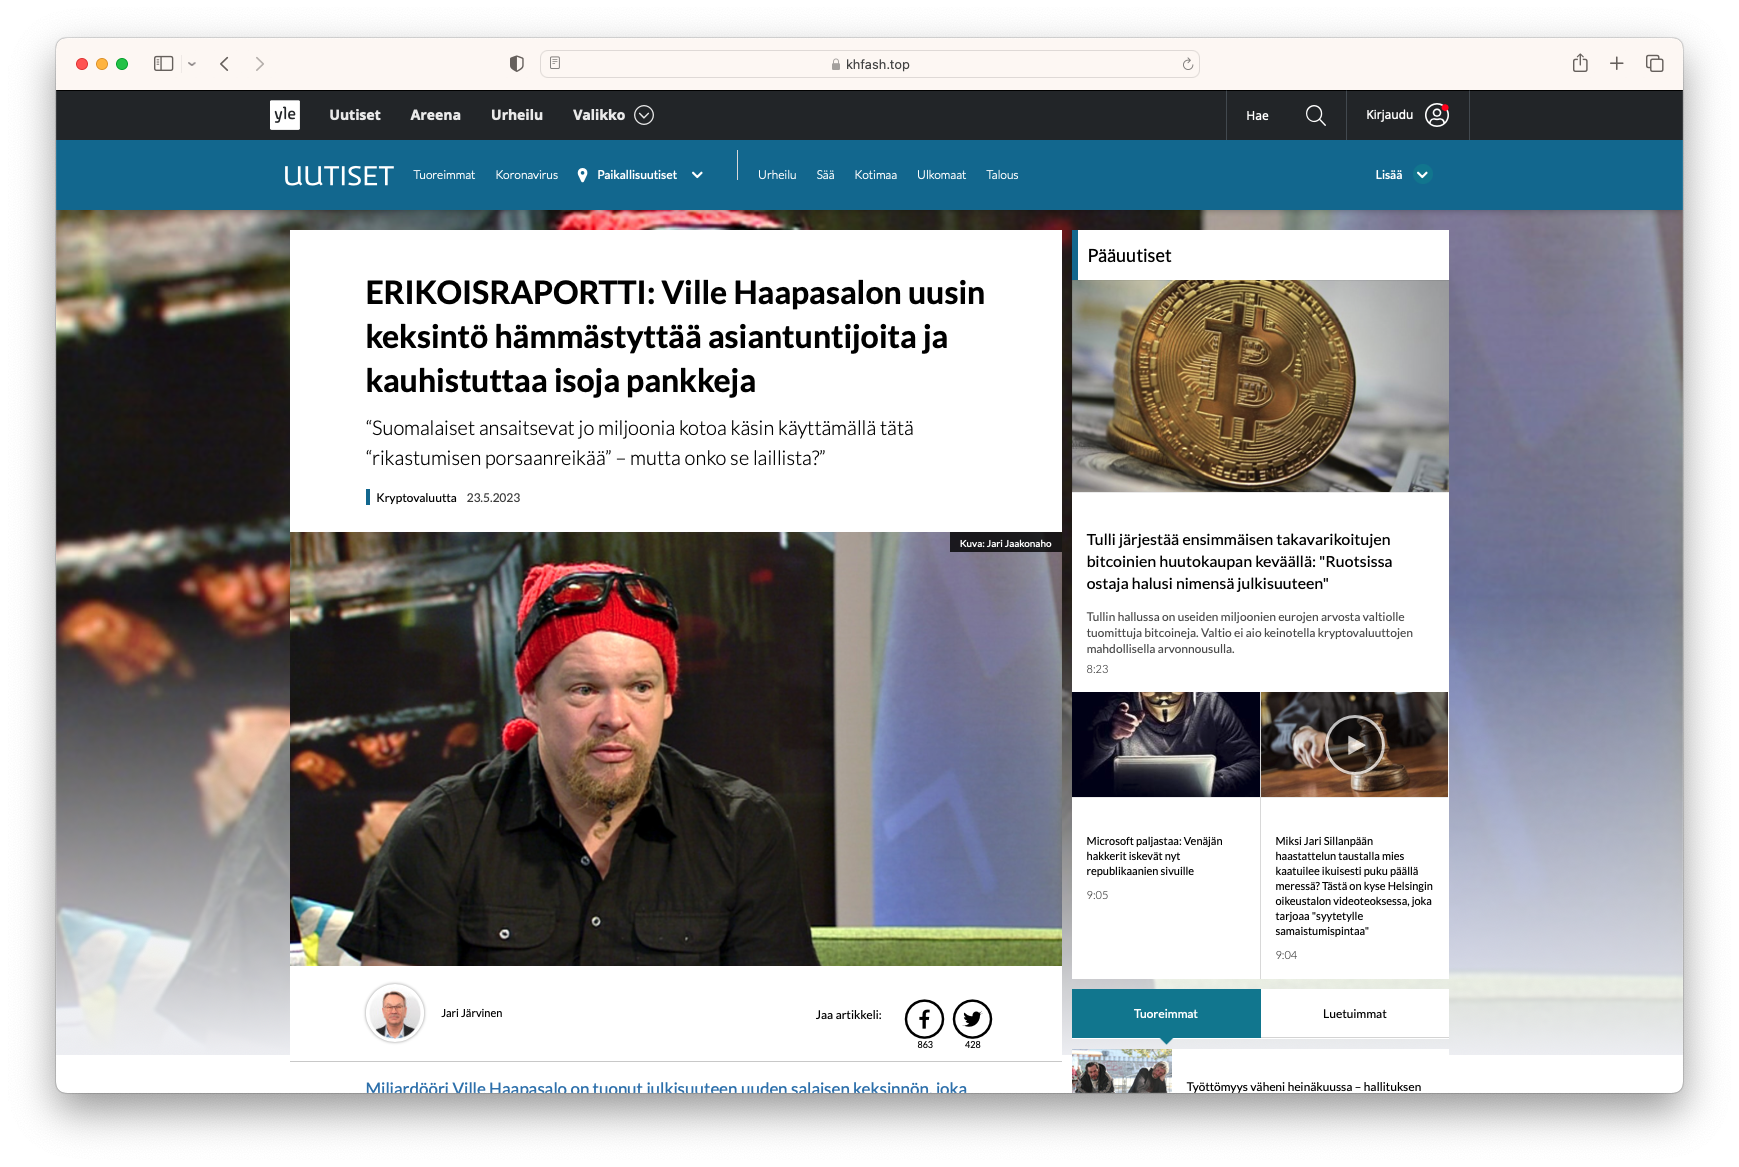 khfash.top
yle
Uutiset
Areena
Urheilu
Valikko
Hae
Kirjaudu
UUTISET
Tuoreimmat
Koronavirus
Paikallisuutiset
Urheilu
Sää
Kotimaa
Ulkomaat
Talous
Lisää
ERIKOISRAPORTTI: Ville Haapasalon uusin
keksintö hämmästyttää asiantuntijoita ja
kauhistuttaa isoja pankkeja
“Suomalaiset ansaitsevat jo miljoonia kotoa käsin käyttämällä tätä
“rikastumisen porsaanreikää” – mutta onko se laillista?”
Kryptovaluutta 23.5.2023
Kuva: Jari Jaakonaho
Jari Järvinen
Jaa artikkeli:
863
428
Miljardööri Ville Haapasalo on tuonut julkisuuteen uuden salaisen keksinnön, joka
Pääuutiset
Tulli järjestää ensimmäisen takavarikoitujen
bitcoinien huutokaupan keväällä: "Ruotsissa
ostaja halusi nimensä julkisuuteen"
Tullin hallussa on useiden miljoonien eurojen arvosta valtiolle
tuomittuja bitcoineja. Valtio ei aio keinotella kryptovaluuttojen
mahdollisella arvonnousulla.
8:23
Microsoft paljastaa: Venäjän
hakkerit iskevät nyt
republikaanien sivuille
9:05
Miksi Jari Sillanpään
haastattelun taustalla mies
kaatuilee ikuisesti puku päällä
meressä? Tästä on kyse Helsingin
oikeustalon videoteoksessa, joka
tarjoaa "syytetylle
samaistumispintaa"
9:04
Tuoreimmat
Luetuimmat
Työttömyys väheni heinäkuussa – hallituksen